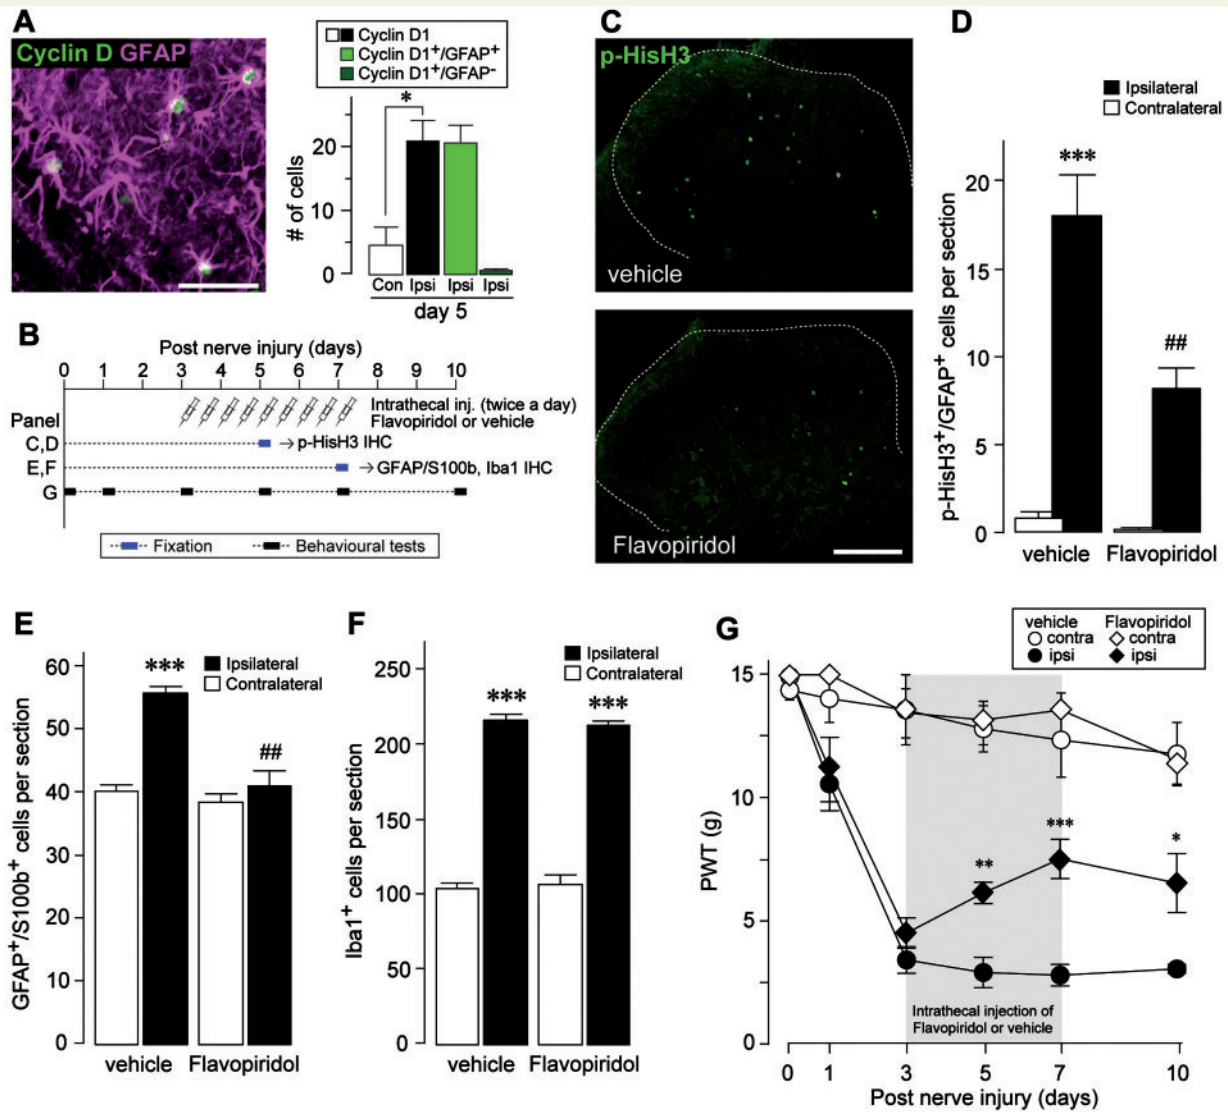 A
Cyclin D GFAP
Cyclin D1
Cyclin D1+/GFAP+
Cyclin D1+/GFAP-
*
# of cells
20
10
0
Con Ipsi Ipsi Ipsi
day 5
B
Post nerve injury (days)
0 1 2 3 4 5 6 7 8 9 10
Panel
Intrathecal inj. (twice a day)
Flavopiridol or vehicle
C,D
→p-HisH3 IHC
E,F
→GFAP/S100b, Iba1 IHC
G
Fixation
Behavioural tests
C
p-HisH3
vehicle
Flavopiridol
D
Ipsilateral
Contralateral
p-HisH3+/GFAP+ cells per section
20
15
10
5
0
***
##
vehicle Flavopiridol
E
Ipsilateral
Contralateral
GFAP+/S100b+ cells per section
60
50
40
30
20
10
0
***
##
vehicle Flavopiridol
F
Ipsilateral
Contralateral
Iba1+ cells per section
250
200
150
100
50
0
***
***
vehicle Flavopiridol
G
vehicle Flavopiridol
contra contra
ipsi ipsi
PWT (g)
15
10
5
0
**
***
*
Intrathecal injection of
Flavopiridol or vehicle
0 1 3 5 7 10
Post nerve injury (days)